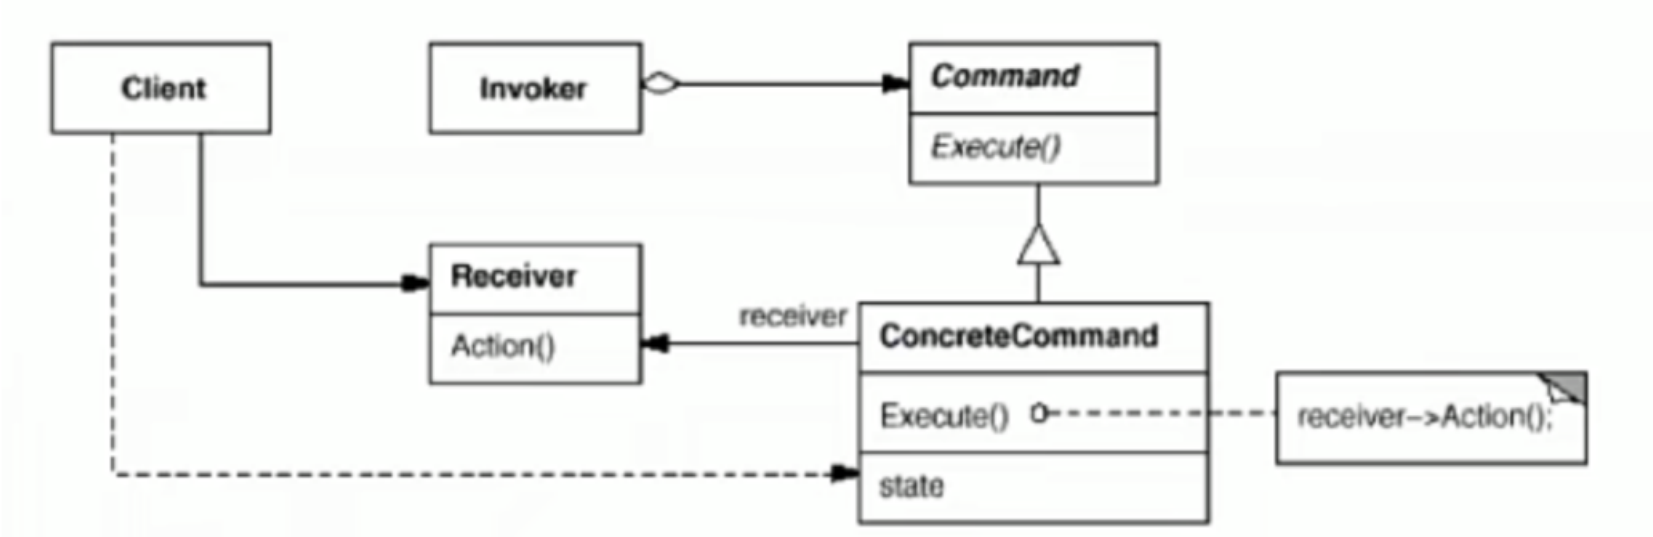 Client
Invoker
Command
Execute()
Receiver
Action()
receiver
ConcreteCommand
Execute()
state
receiver–>Action();